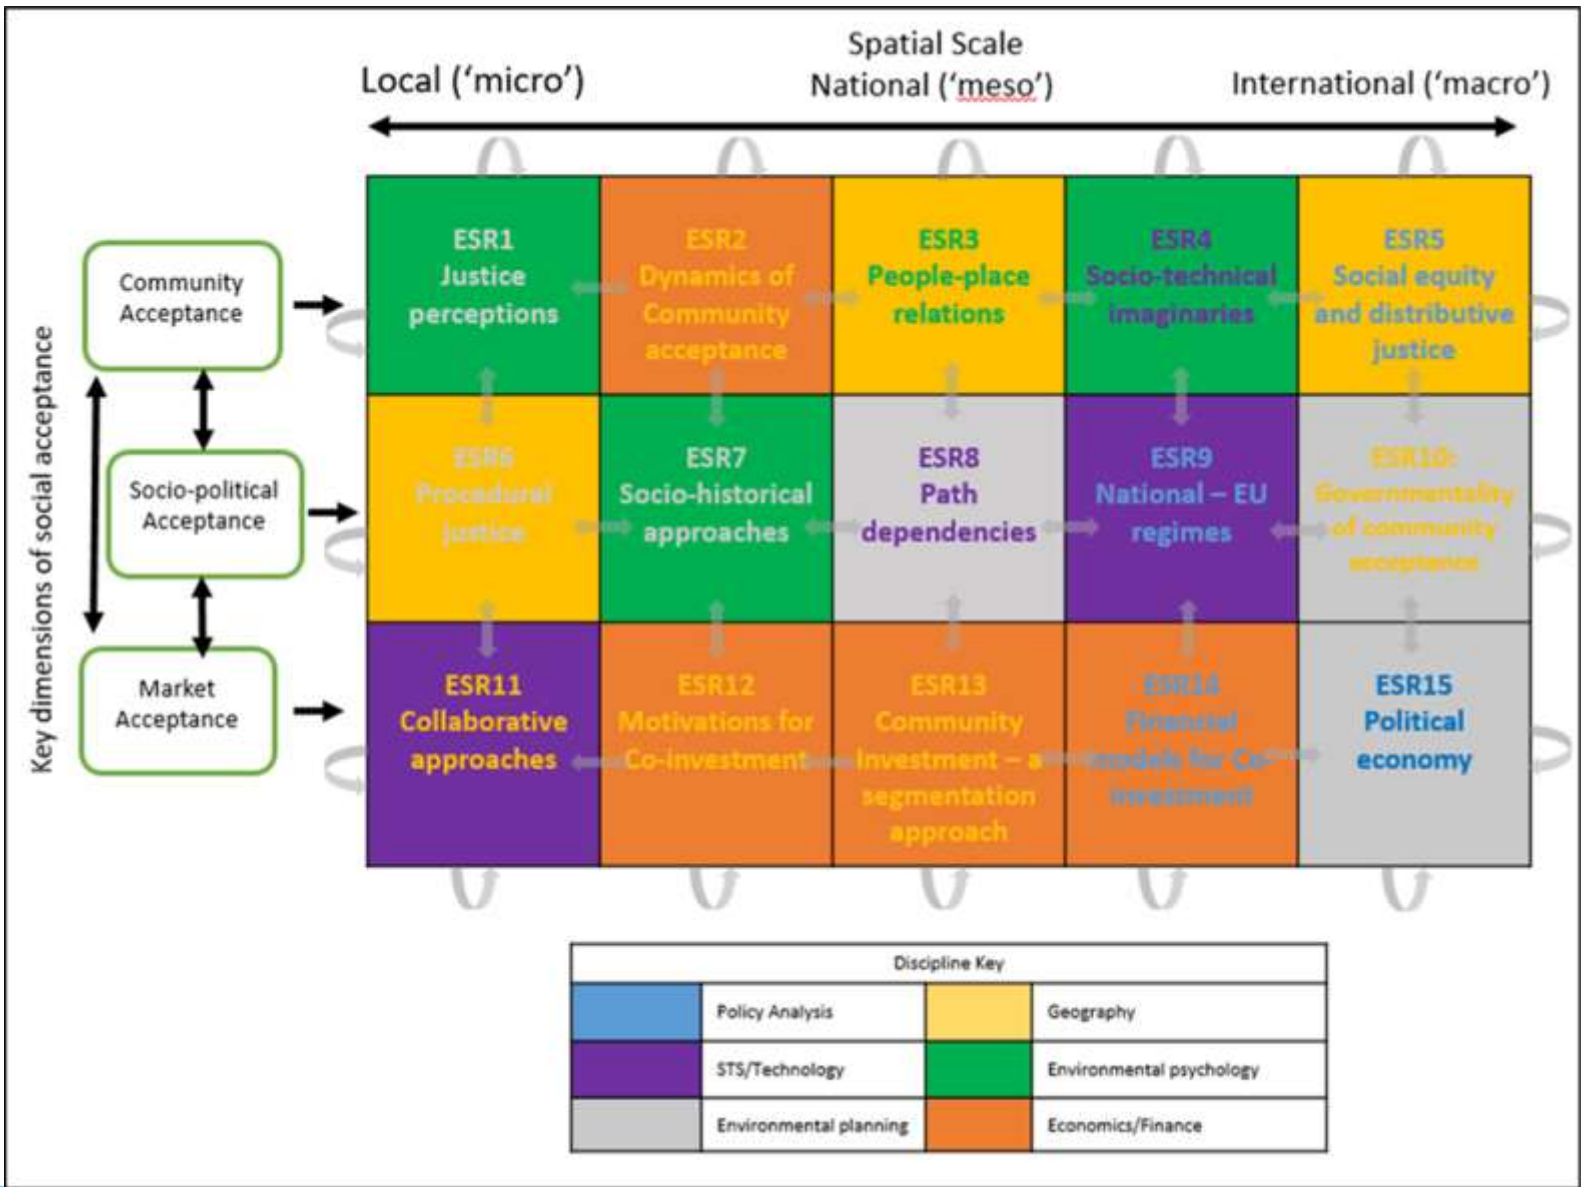 Spatial Scale
Local (‘micro’)
National (‘meso’)
International (‘macro’)
Key dimensions of social acceptance
Community
Acceptance
ESR1
Justice
perceptions
ESR2
Dynamics of
Community
acceptance
ESR3
People-place
relations
ESR4
Socio-technical
imaginaries
ESR5
Social equity
and distributive
justice
Socio-political
Acceptance
ESR6
Procedural
justice
ESR7
Socio-historical
approaches
ESR8
Path
dependencies
ESR9
National – EU
regimes
ESR10:
Governmentality
of community
acceptance
Market
Acceptance
ESR11
Collaborative
approaches
ESR12
Motivations for
Co-investment
ESR13
Community
Investment – a
segmentation
approach
ESR14
Financial
models for Co-
investment
ESR15
Political
economy
Discipline Key
Policy Analysis
Geography
STS/Technology
Environmental psychology
Environmental planning
Economics/Finance